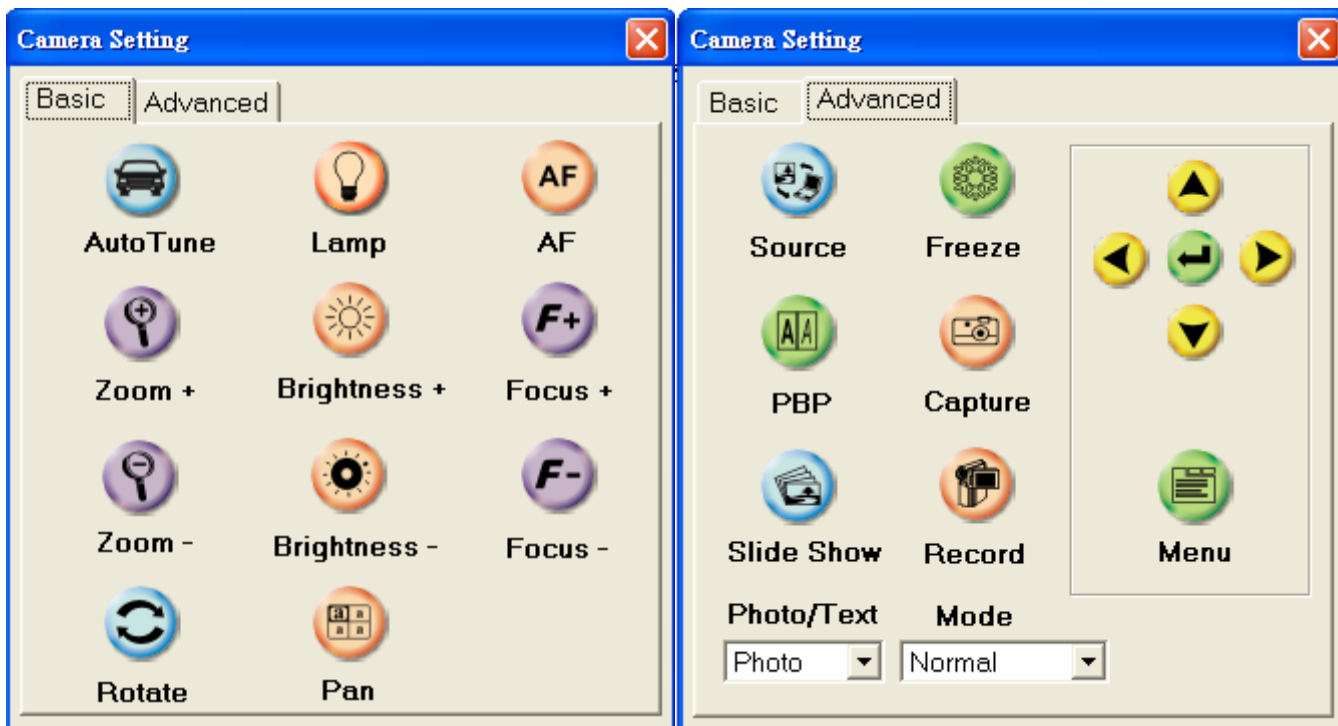 Camera Setting
Basic Advanced
AutoTune Lamp AF
AF
Zoom + Brightness + Focus +
F+
Zoom - Brightness - Focus -
F-
Rotate Pan
a a
a a
Camera Setting
Basic Advanced
Source Freeze
A A
PBP Capture
Slide Show Record Menu
Photo/Text Mode
Photo Normal